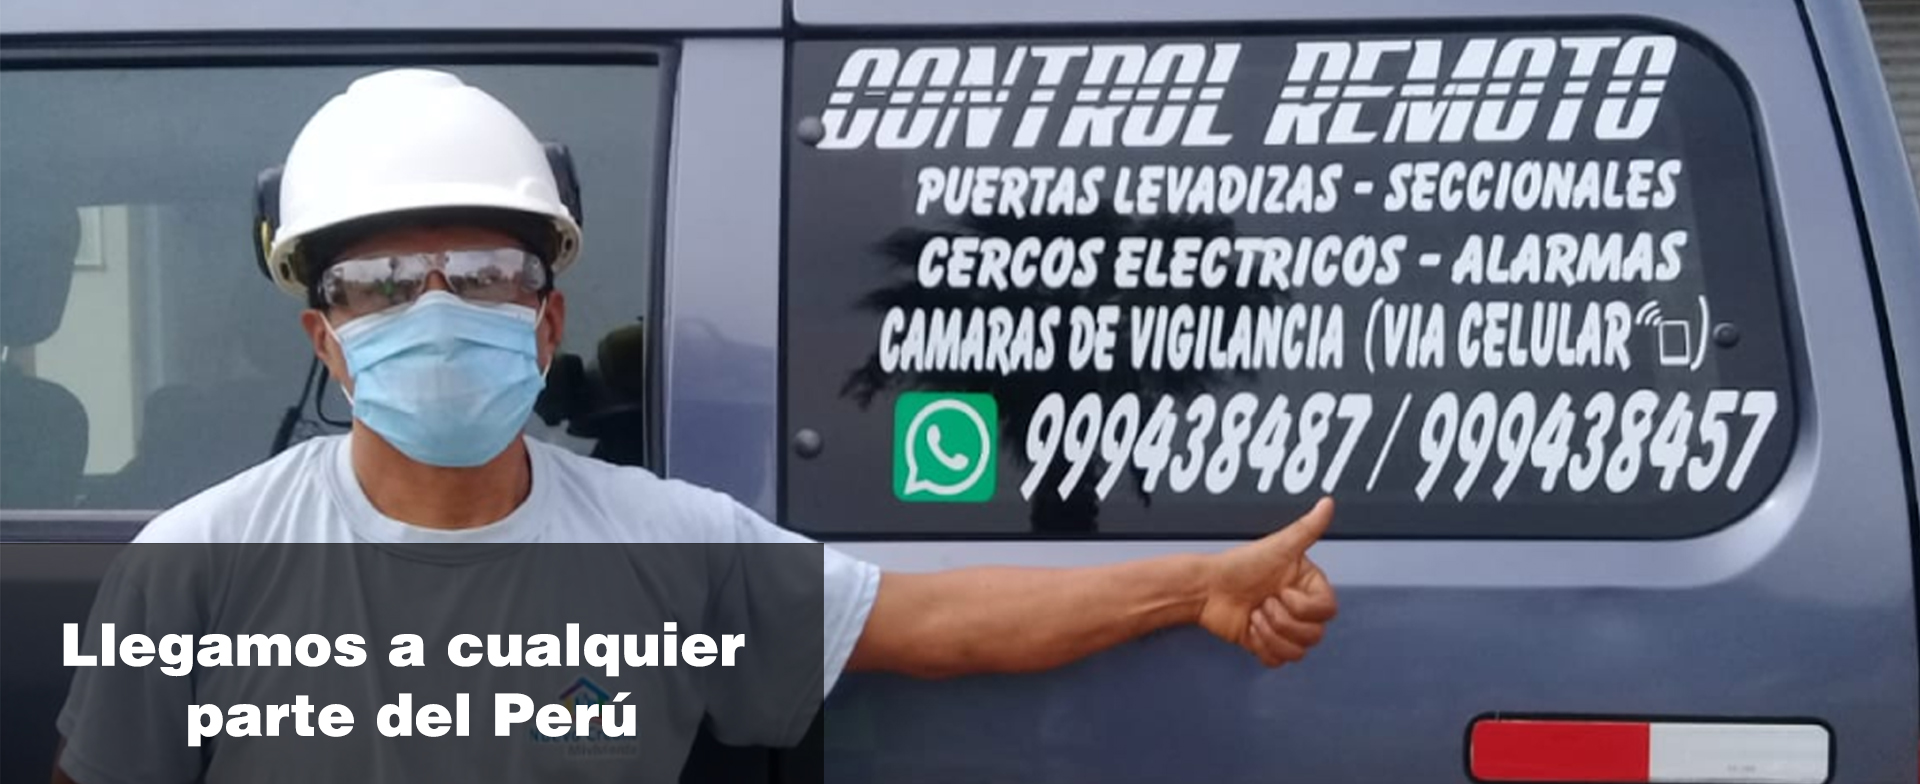 CONTROL REMOTO
PUERTAS LEVADIZAS - SECCIONALES
CERCOS ELECTRICOS - ALARMAS
CAMARAS DE VIGILANCIA (VIA CELULAR)
999438487 / 999438457
Llegamos a cualquier
parte del Perú